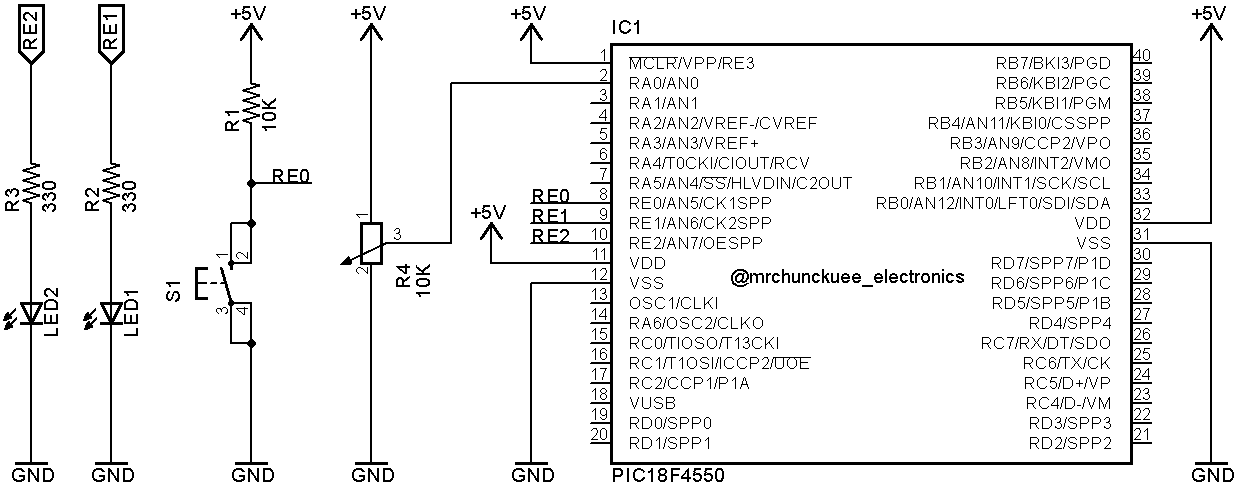 RE2
RE1
+5V
+5V
+5V
+5V
IC1
R1
10K
RE0
R3
330
R2
330
LED2
LED1
S1
1
2
3
4
1
3
2
R4
10K
RE0
RE1
RE2
+5V
1 MCLR/VPP/RE3
2 RA0/AN0
3 RA1/AN1
4 RA2/AN2/VREF-/CVREF
5 RA3/AN3/VREF+
6 RA4/T0CKI/CIOUT/RCV
7 RA5/AN4/SS/HLVDIN/C2OUT
8 RE0/AN5/CK1SPP
9 RE1/AN6/CK2SPP
10 RE2/AN7/OESPP
11 VDD
12 VSS
13 OSC1/CLKI
14 RA6/OSC2/CLKO
15 RC0/TIOSO/T13CKI
16 RC1/T1OSI/ICCP2/UOE
17 RC2/CCP1/P1A
18 VUSB
19 RD0/SPP0
20 RD1/SPP1
@mrchunckuee_electronics
RB7/BKI3/PGD 40
RB6/KBI2/PGC 39
RB5/KBI1/PGM 38
RB4/AN11/KBI0/CSSPP 37
RB3/AN9/CCP2/VPO 36
RB2/AN8/INT2/VMO 35
RB1/AN10/INT1/SCK/SCL 34
RB0/AN12/INT0/LFT0/SDI/SDA 33
VDD 32
VSS 31
RD7/SPP7/P1D 30
RD6/SPP6/P1C 29
RD5/SPP5/P1B 28
RD4/SPP4 27
RC7/RX/DT/SDO 26
RC6/TX/CK 25
RC5/D+/VP 24
RC4/D-/VM 23
RD3/SPP3 22
RD2/SPP2 21
GND
GND
GND
GND
GND
PIC18F4550
GND